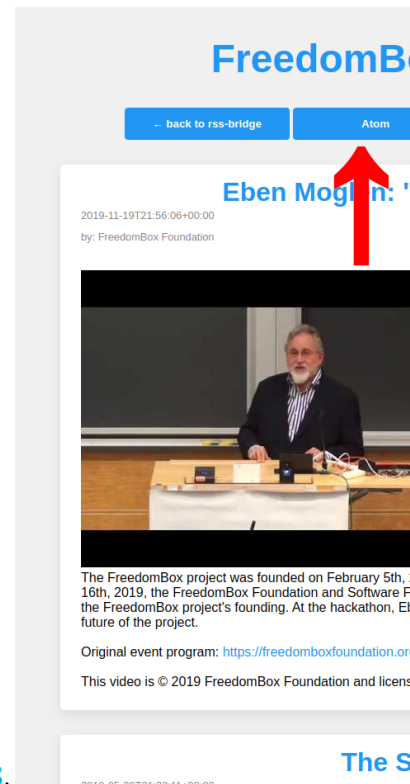 FreedomB
← back to rss-bridge
Atom
Eben Moglen: "
2019-11-19T21:56:06+00:00
by: FreedomBox Foundation
The FreedomBox project was founded on February 5th,
16th, 2019, the FreedomBox Foundation and Software F
the FreedomBox project's founding. At the hackathon, E
future of the project.
Original event program: https://freedomboxfoundation.or
This video is © 2019 FreedomBox Foundation and licens
The S